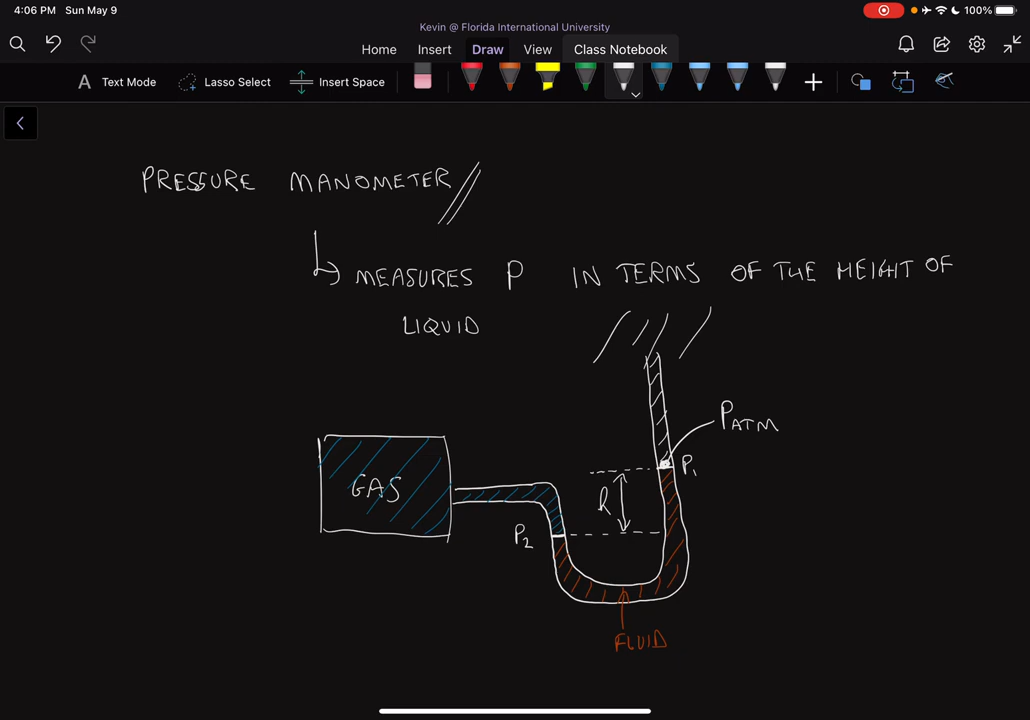 4:06 PM Sun May 9 100%
Kevin @ Florida International University
Home Insert Draw View Class Notebook
A Text Mode Lasso Select Insert Space
PRESSURE MANOMETER
MEASURES P IN TERMS OF THE HEIGHT OF
LIQUID
PATM
P1
GAS
R
P2
FLUID